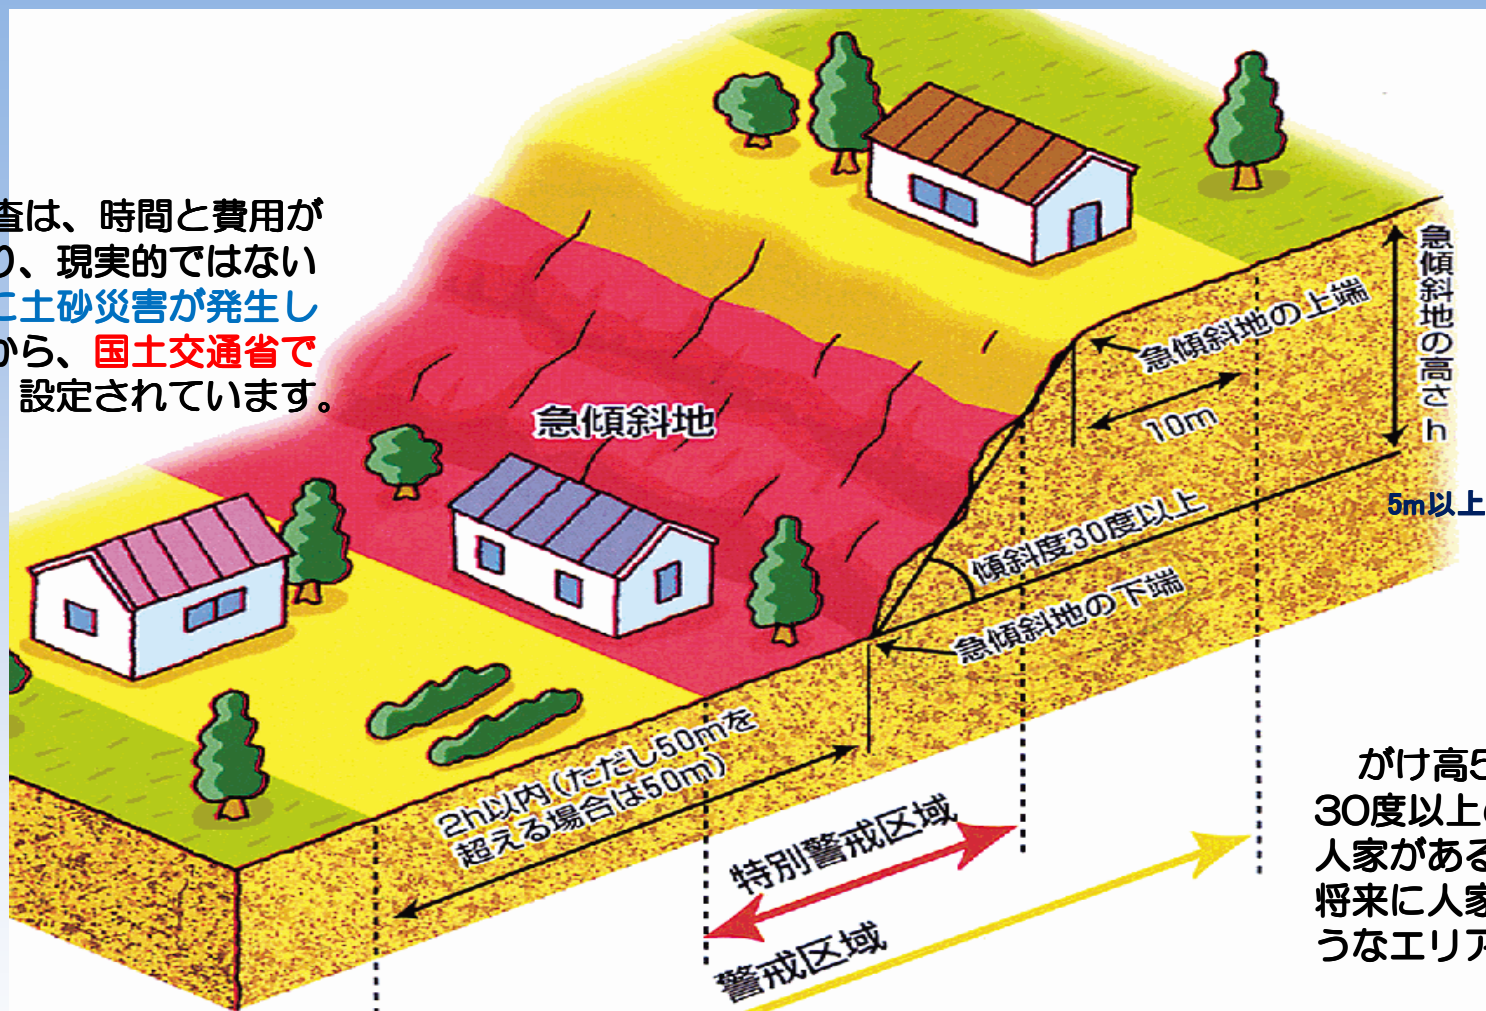 査は、時間と費用が
り、現実的ではない
に土砂災害が発生し
から、国土交通省で
設定されています。
急傾斜地
急傾斜地の上端
10m
急傾斜地の高さh
5m以上
傾斜度30度以上
急傾斜地の下端
2h以内(ただし50mを
超える場合は50m)
特別警戒区域
警戒区域
がけ高5
30度以上の
人家がある
将来に人家
うなエリア